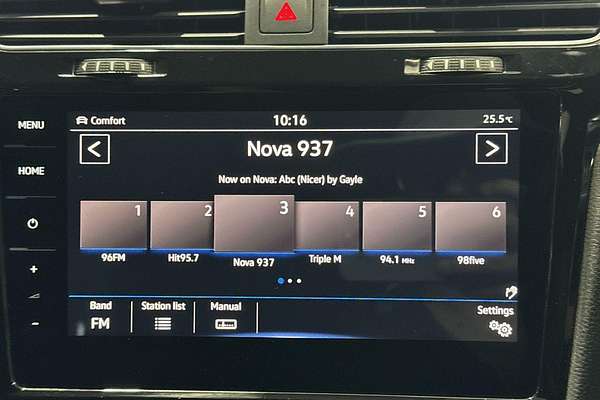 MENU
HOME
Comfort
10:16
25.5°C
Nova 937
Now on Nova: Abc (Nicer) by Gayle
1
2
3
4
5
6
96FM
Hit95.7
Nova 937
Triple M
94.1 MHz
98five
Band
FM
Station list
Manual
Settings
+
-